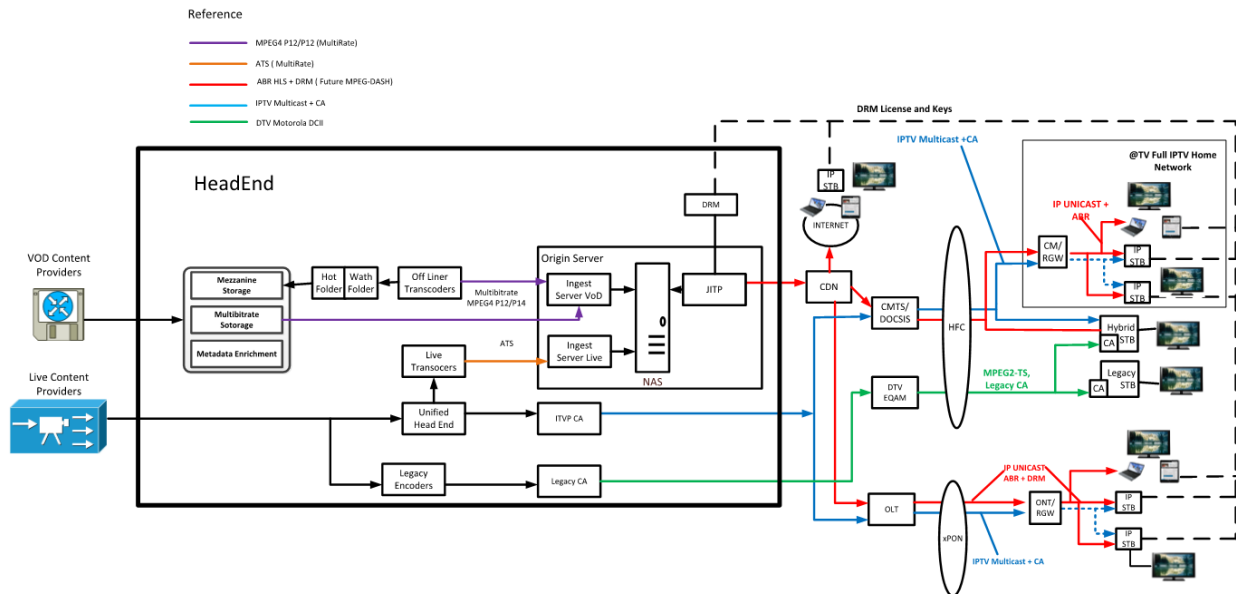 Reference
MPEG4 P12/P12 (MultiRate)
ATS ( MultiRate)
ABR HLS + DRM ( Future MPEG-DASH)
IPTV Multicast + CA
DTV Motorola DCII
DRM License and Keys
IPTV Multicast +CA
@TV Full IPTV Home
Network
HeadEnd
IP
STB
INTERNET
DRM
IP UNICAST +
ABR
CM/
RGW
IP
STB
IP
STB
VOD Content
Providers
Mezzanine
Storage
Multibitrate
Sotorage
Metadata Enrichment
Hot
Folder
Wath
Folder
Off Liner
Transcoders
Multibitrate
MPEG4 P12/P14
Origin Server
Ingest
Server VoD
JITP
Ingest
Server Live
NAS
CDN
CMTS/
DOCSIS
HFC
Hybrid
STB
CA
Legacy
STB
CA
MPEG2-TS,
Legacy CA
DTV
EQAM
ATS
Live
Transocers
Live Content
Providers
Unified
Head End
ITVP CA
Legacy
Encoders
Legacy CA
OLT
xPON
IP UNICAST
ABR + DRM
IPTV Multicast + CA
ONT/
RGW
IP
STB
IP
STB